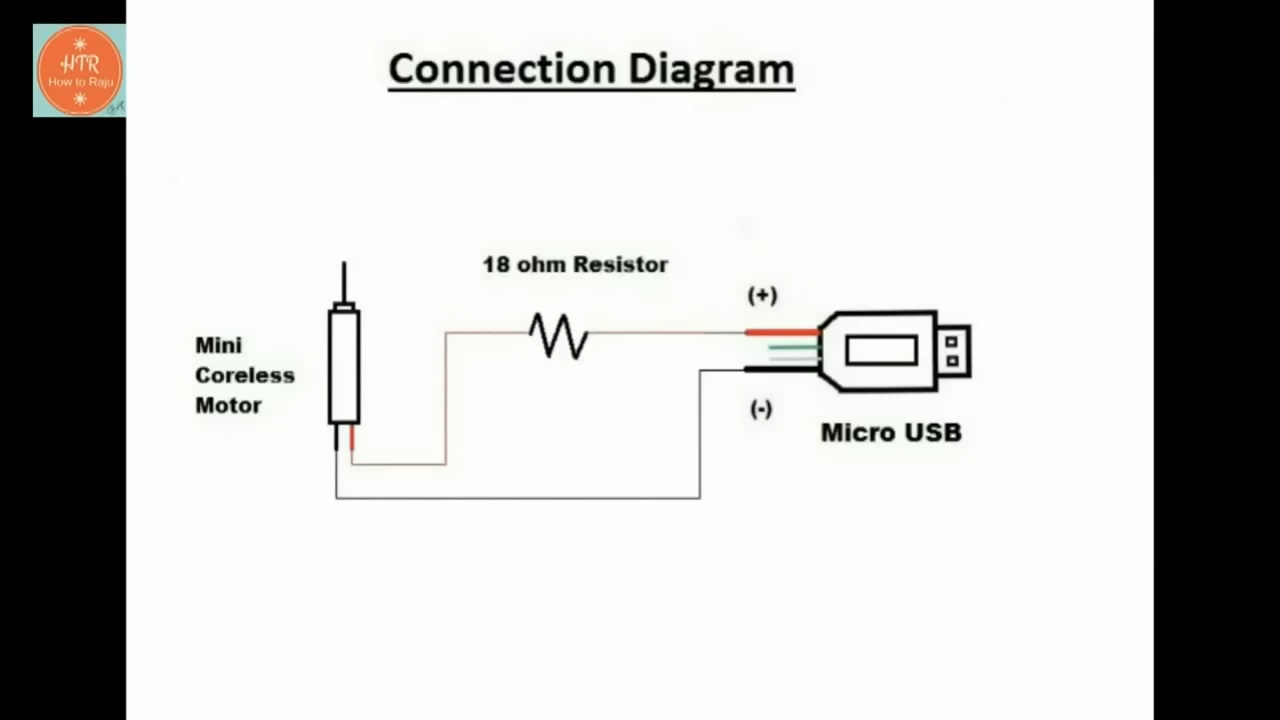 HTR
How to Raju
Connection Diagram
18 ohm Resistor
(+)
Mini
Coreless
Motor
(-)
Micro USB